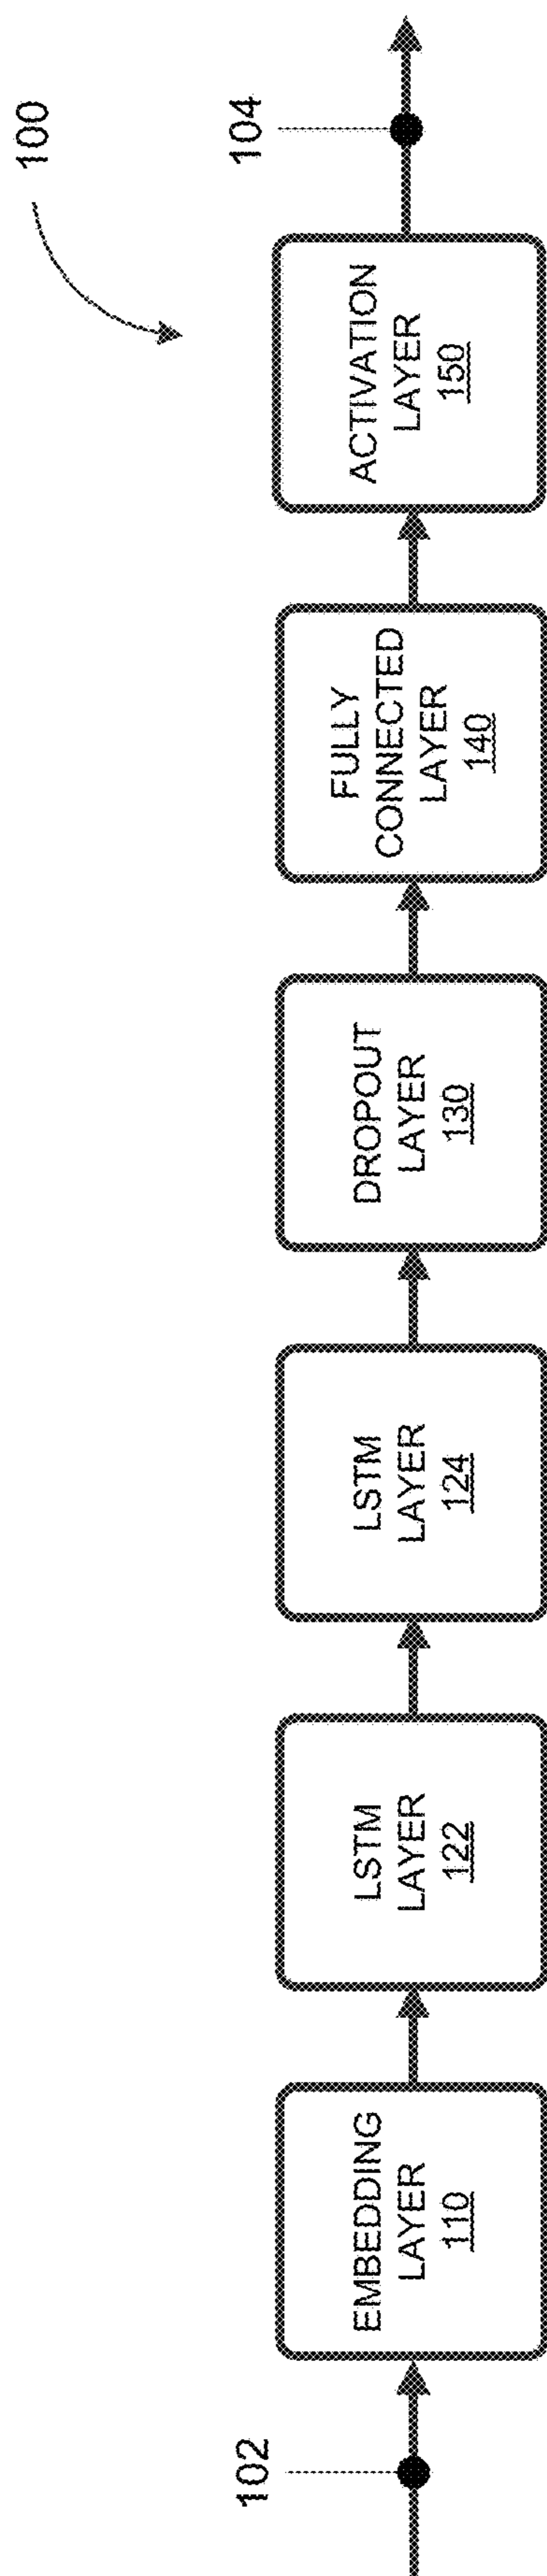 100
102
104
EMBEDDING
LAYER
110
LSTM
LAYER
122
LSTM
LAYER
124
DROPOUT
LAYER
130
FULLY
CONNECTED
LAYER
140
ACTIVATION
LAYER
150